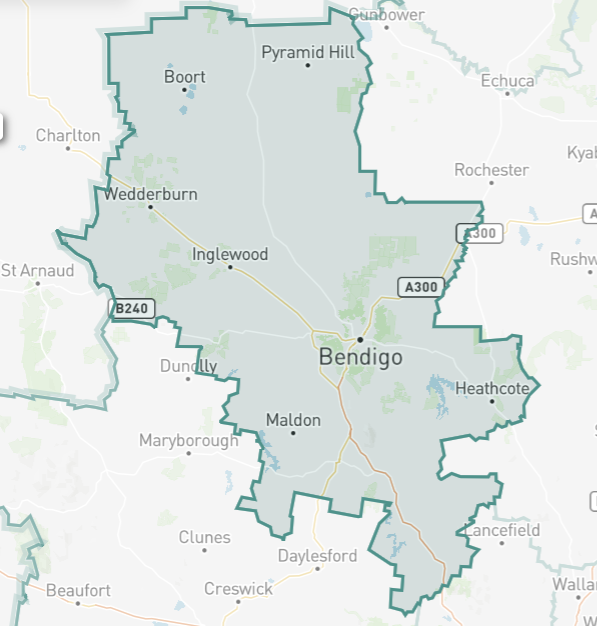 Gunbower
Pyramid Hill
Boort
Echuca
Charlton
Kyab
Rochester
Wedderburn
A300
A
Inglewood
St Arnaud
Rushw
A300
B240
Bendigo
Dunolly
Heathcote
Maldon
Maryborough
Lancefield
Clunes
Daylesford
Creswick
Beaufort
Walla
W